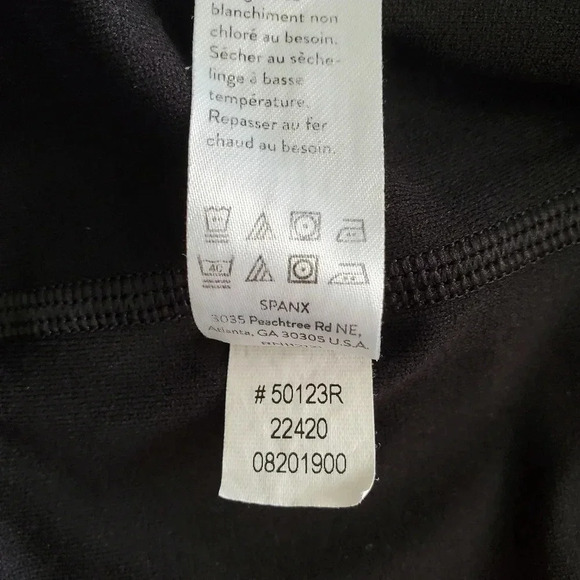 blanchiment non
chloré au besoin.
Sécher au sèche-
linge à basse
température.
Repasser au fer
chaud au besoin.
40
SPANX
3035 Peachtree Rd NE,
Atlanta, GA 30305 U.S.A.
# 50123R
22420
08201900